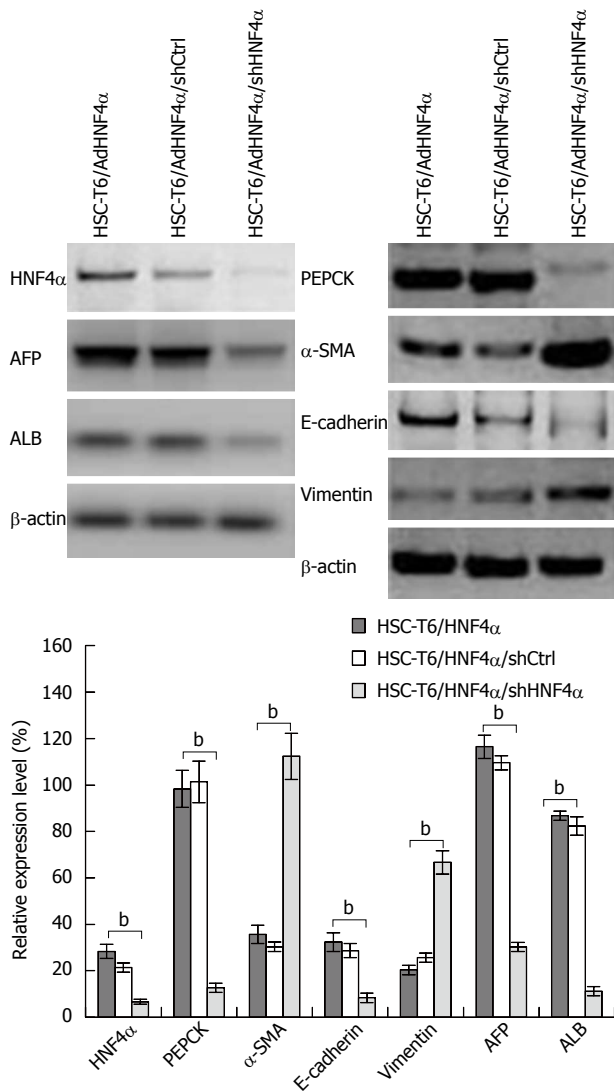 HSC-T6/AdHNF4α
HSC-T6/AdHNF4α/shCtrl
HSC-T6/AdHNF4α/shHNF4α
HNF4α
AFP
ALB
β-actin
HSC-T6/AdHNF4α
HSC-T6/AdHNF4α/shCtrl
HSC-T6/AdHNF4α/shHNF4α
PEPCK
α-SMA
E-cadherin
Vimentin
β-actin
HSC-T6/HNF4α
HSC-T6/HNF4α/shCtrl
HSC-T6/HNF4α/shHNF4α
Relative expression level (%)
160
140
120
100
80
60
40
20
0
b
b
b
b
b
b
b
HNF4α
PEPCK
α-SMA
E-cadherin
Vimentin
AFP
ALB